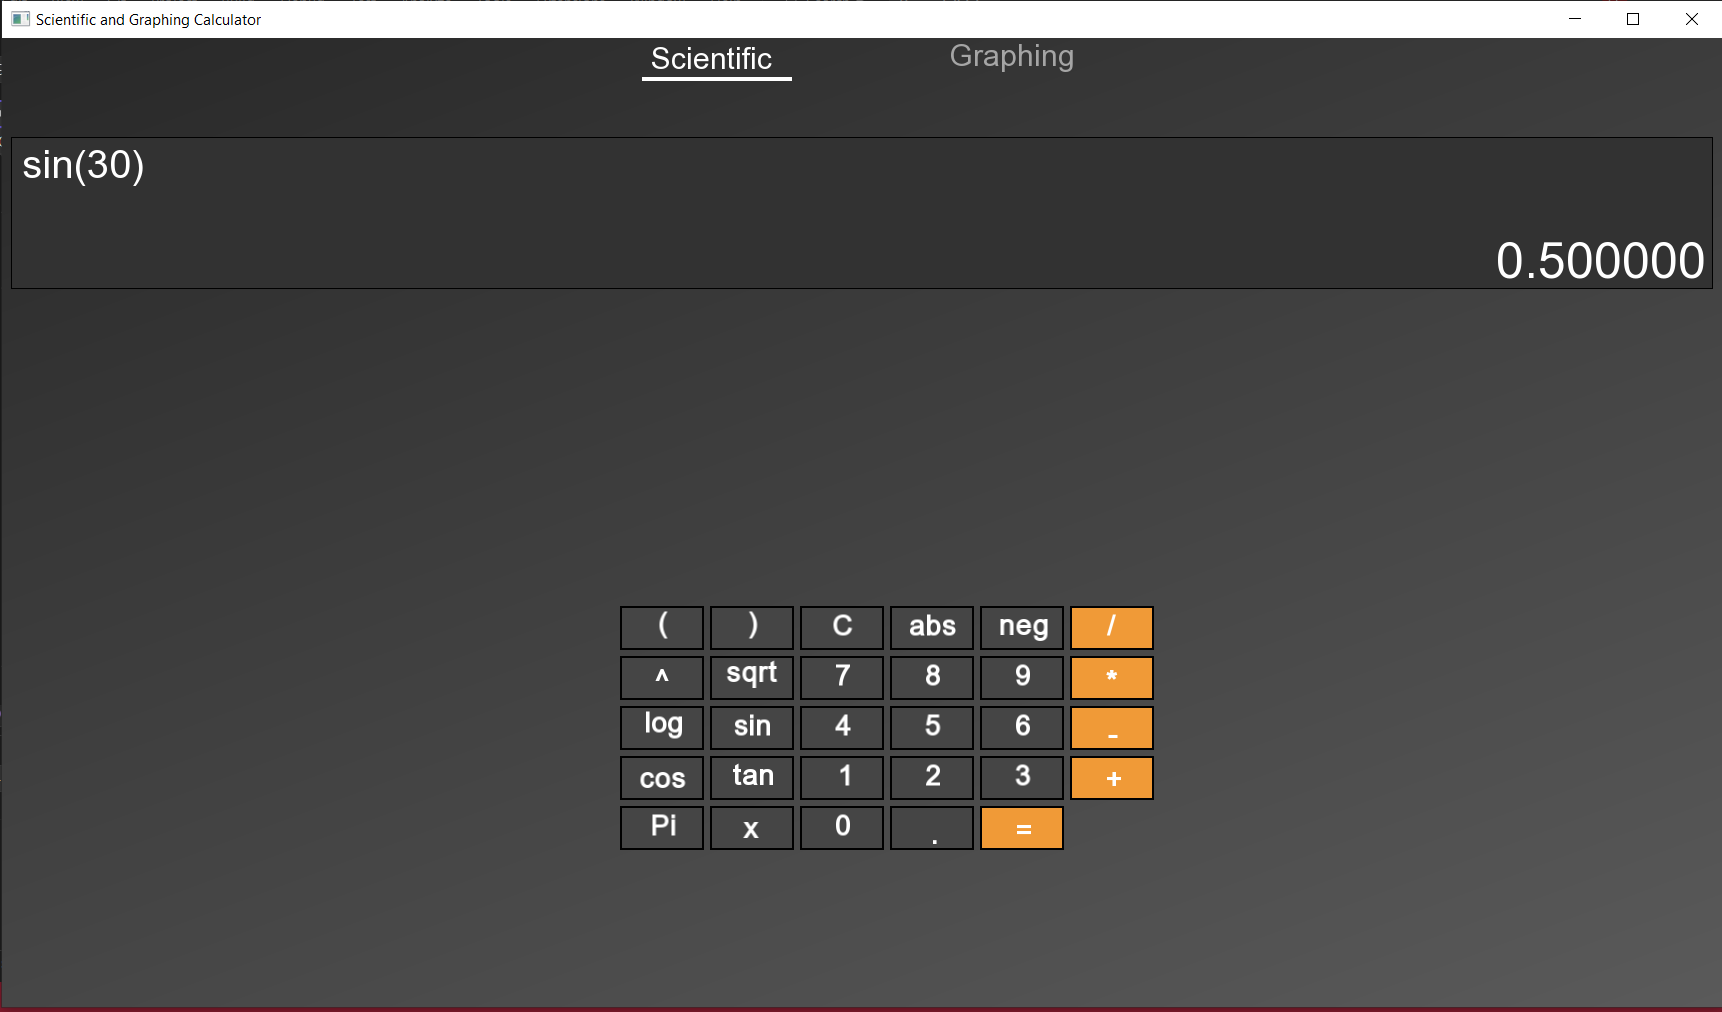 Scientific and Graphing Calculator
Scientific Graphing
sin(30)
0.500000
( ) C abs neg /
^ sqrt 7 8 9 *
log sin 4 5 6 -
cos tan 1 2 3 +
Pi x 0 . =